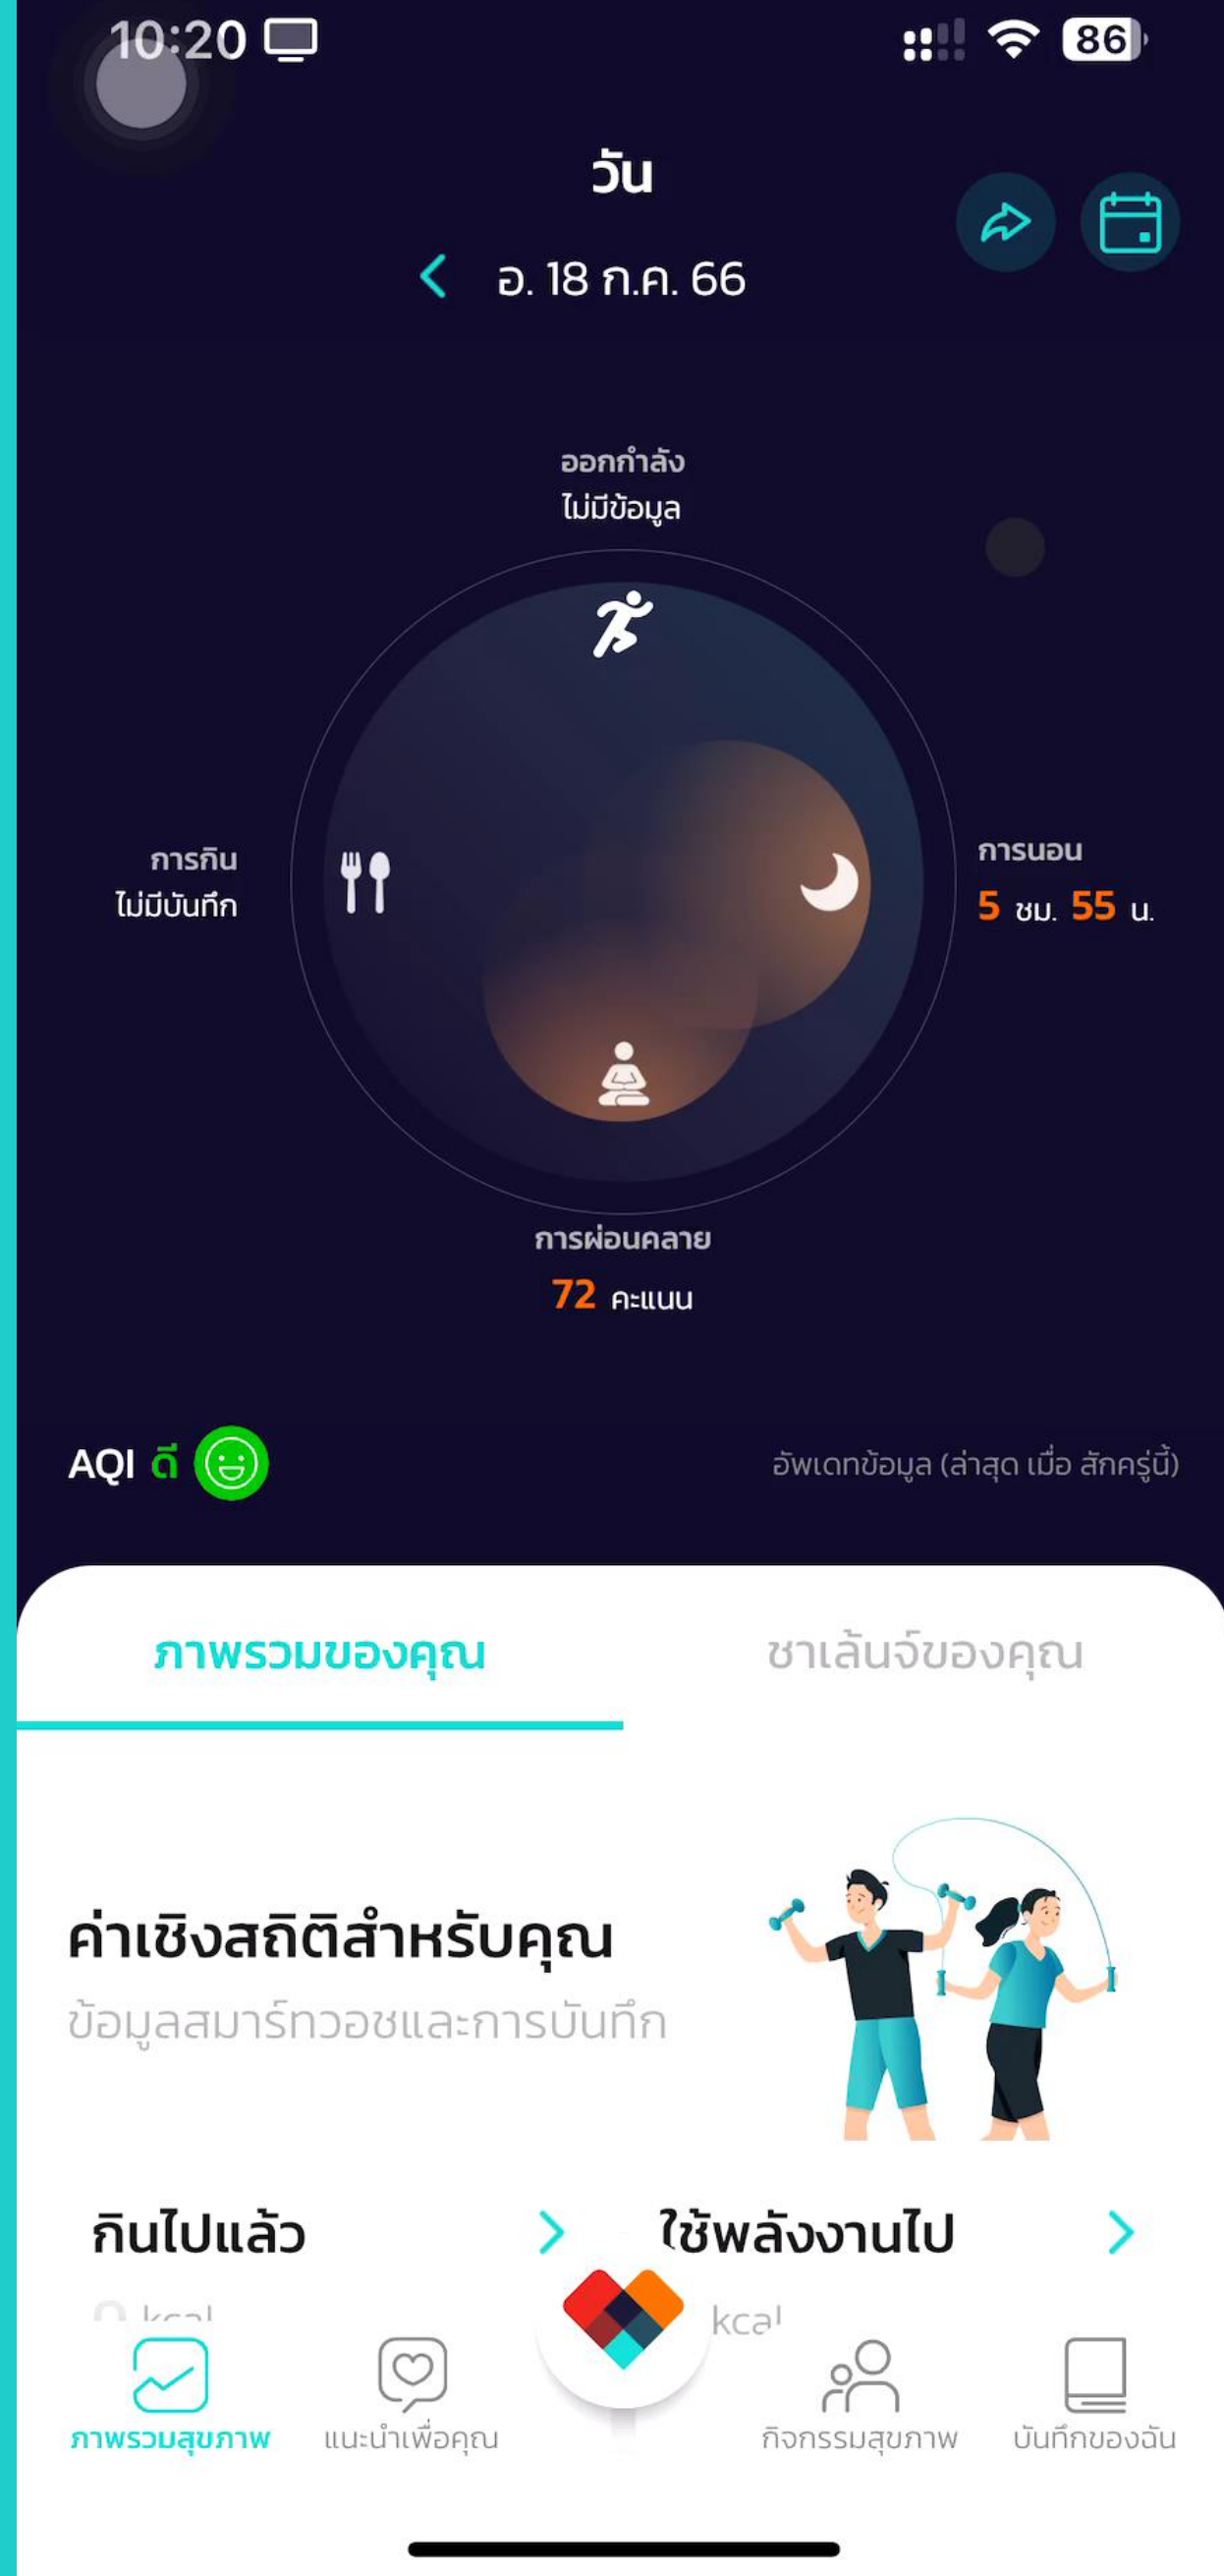 10:20
86
วัน
อ. 18 ก.ค. 66
ออกกำลัง
ไม่มีข้อมูล
การกิน
ไม่มีบันทึก
การนอน
5 ชม. 55 น.
การผ่อนคลาย
72 คะแนน
AQI ดี
อัพเดทข้อมูล (ล่าสุด เมื่อ สักครู่นี้)
ภาพรวมของคุณ
ชาเล้นจ์ของคุณ
ค่าเชิงสถิติสำหรับคุณ
ข้อมูลสมาร์ทวอชและการบันทึก
กินไปแล้ว
ใช้พลังงานไป
0 kcal
kcal
ภาพรวมสุขภาพ
แนะนำเพื่อคุณ
กิจกรรมสุขภาพ
บันทึกของฉัน